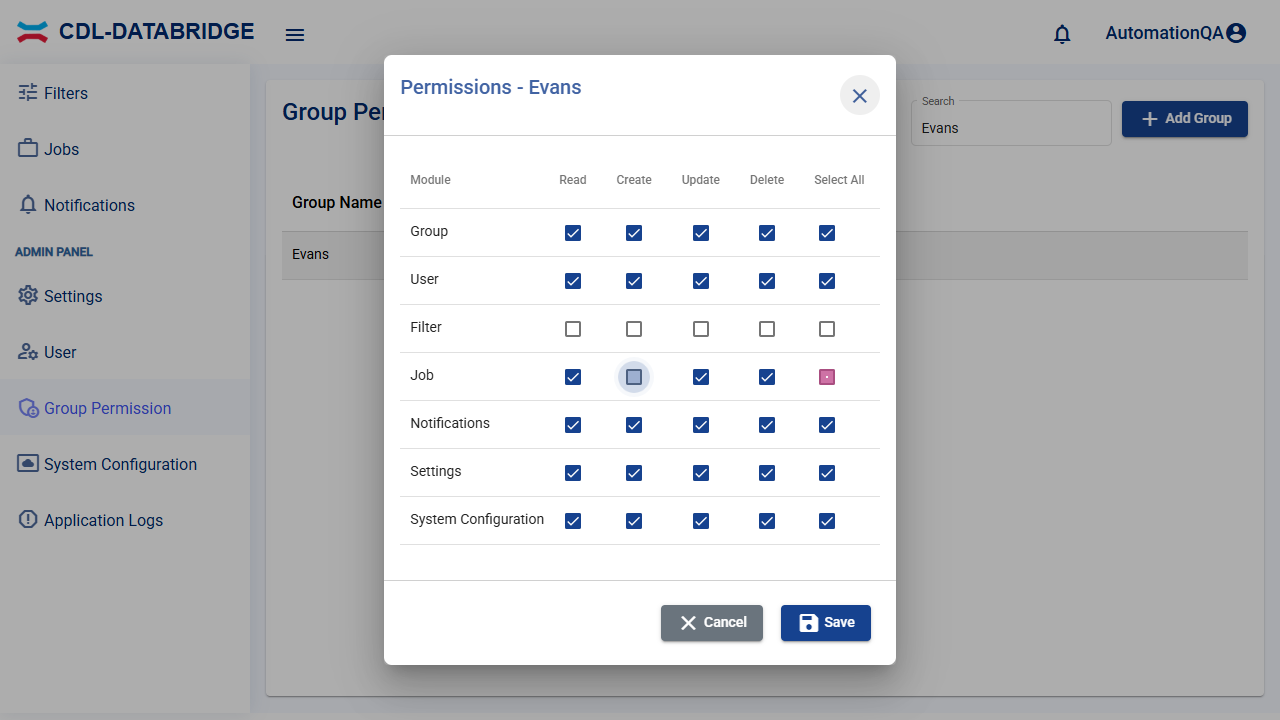 CDL-DATABRIDGE
AutomationQA
Filters
Jobs
Notifications
ADMIN PANEL
Settings
User
Group Permission
System Configuration
Application Logs
Group Per
Search
Evans
Add Group
Group Name
Evans
Permissions - Evans
Module Read Create Update Delete Select All
Group
User
Filter
Job
Notifications
Settings
System Configuration
Cancel Save